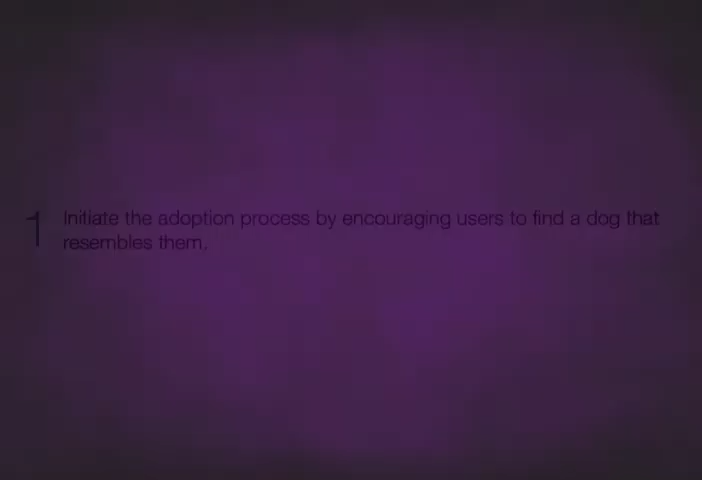 1 Initiate the adoption process by encouraging users to find a dog that
resembles them.